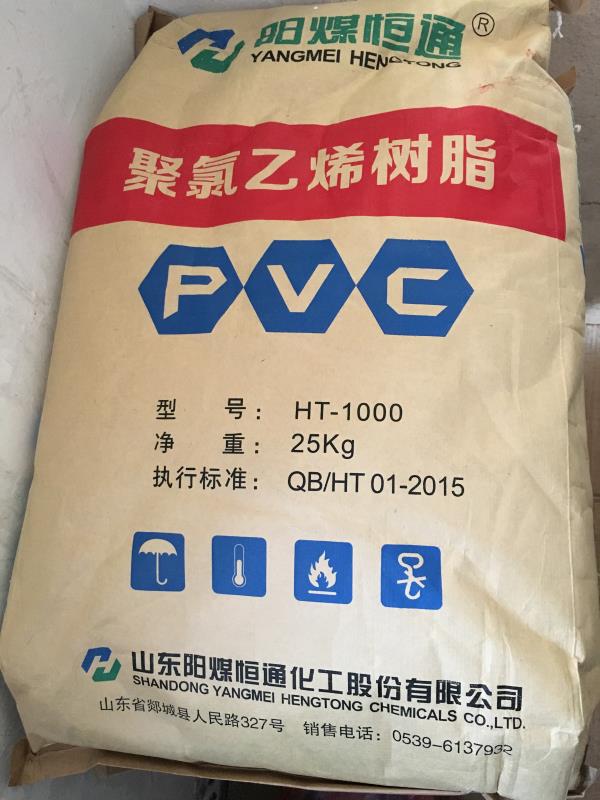 阳煤恒通®
YANGMEI HENGTONG
聚氯乙烯树脂
PVC
型 号: HT-1000
净 重: 25Kg
执行标准: QB/HT 01-2015
山东阳煤恒通化工股份有限公司
SHANDONG YANGMEI HENGTONG CHEMICALS CO.,LTD.
山东省郯城县人民路327号 销售电话: 0539-6137932